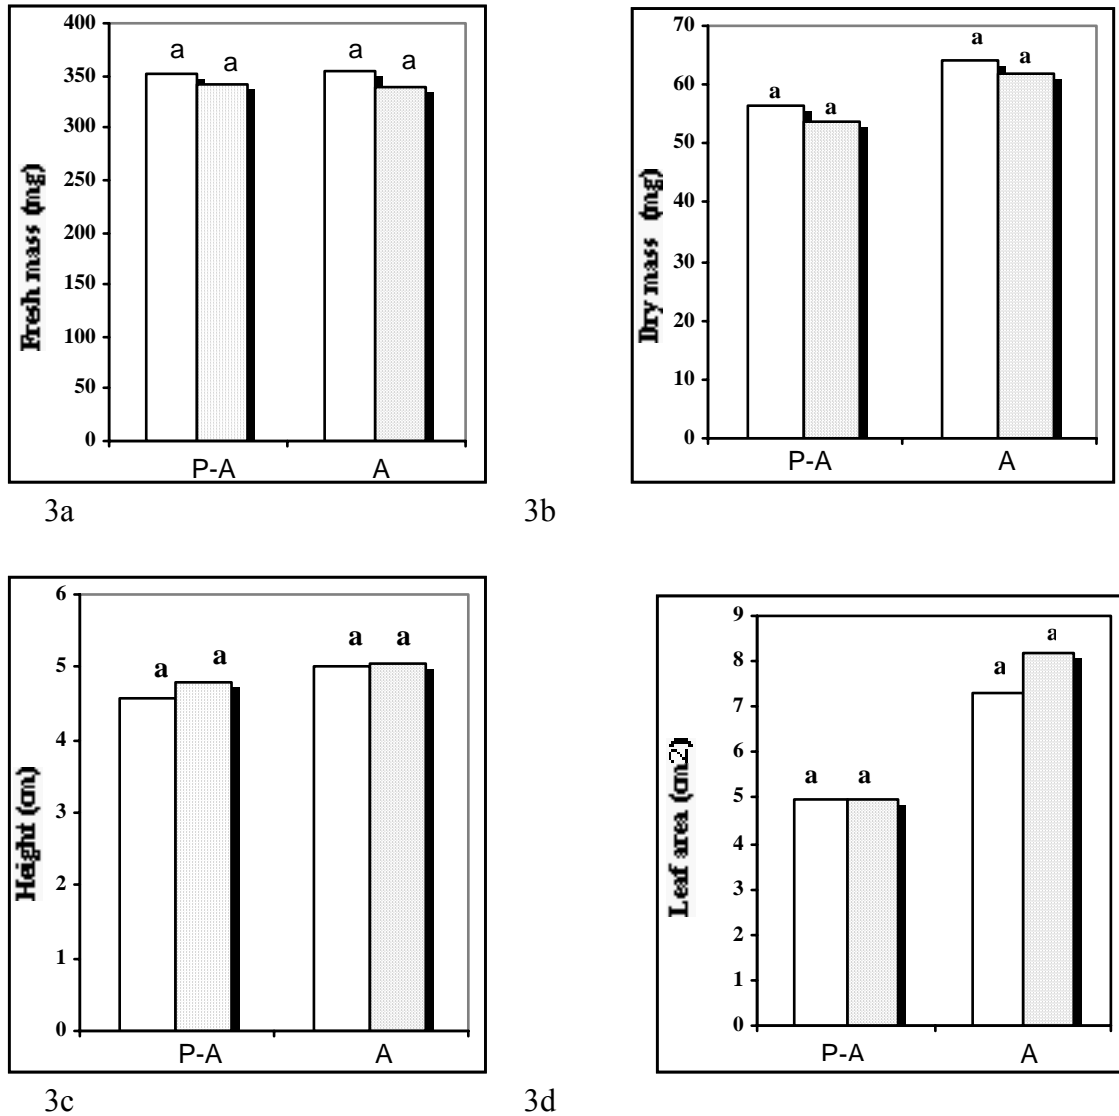 400
350
300
250
200
150
100
50
0
Fresh mass (mg)
a a a a
P-A A
3a
70
60
50
40
30
20
10
0
Dry mass (mg)
a a a a
P-A A
3b
6
5
4
3
2
1
0
Height (cm)
a a a a
P-A A
3c
9
8
7
6
5
4
3
2
1
0
Leaf area (cm2)
a a a a
P-A A
3d